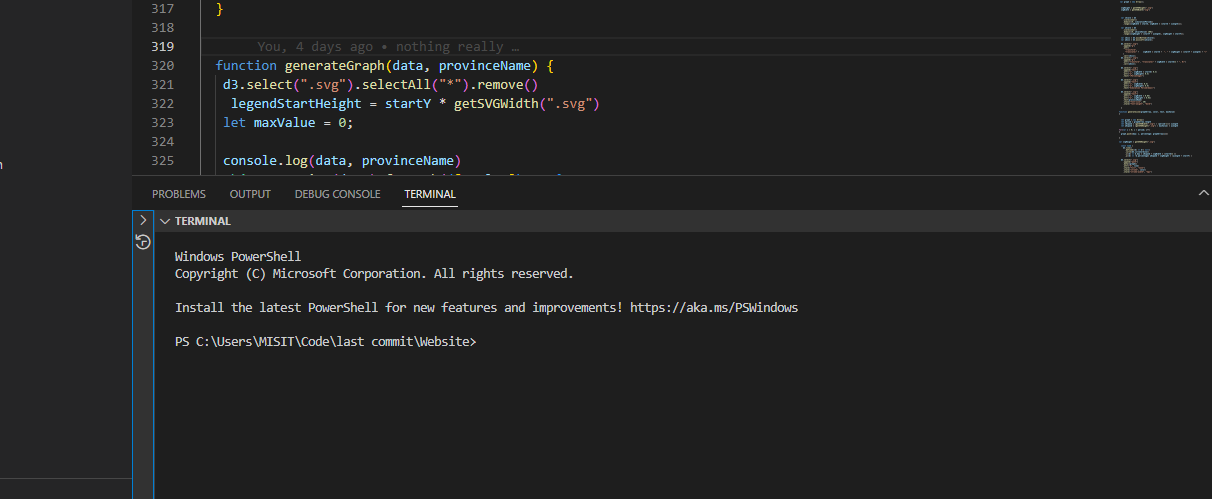 317 }
318
319 You, 4 days ago • nothing really …
320 function generateGraph(data, provinceName) {
321 d3.select(".svg").selectAll("*").remove()
322 legendStartHeight = startY * getSVGWidth(".svg")
323 let maxValue = 0;
324
325 console.log(data, provinceName)
PROBLEMS OUTPUT DEBUG CONSOLE TERMINAL
TERMINAL
Windows PowerShell
Copyright (C) Microsoft Corporation. All rights reserved.
Install the latest PowerShell for new features and improvements! https://aka.ms/PSWindows
PS C:\Users\MISIT\Code\last commit\Website>